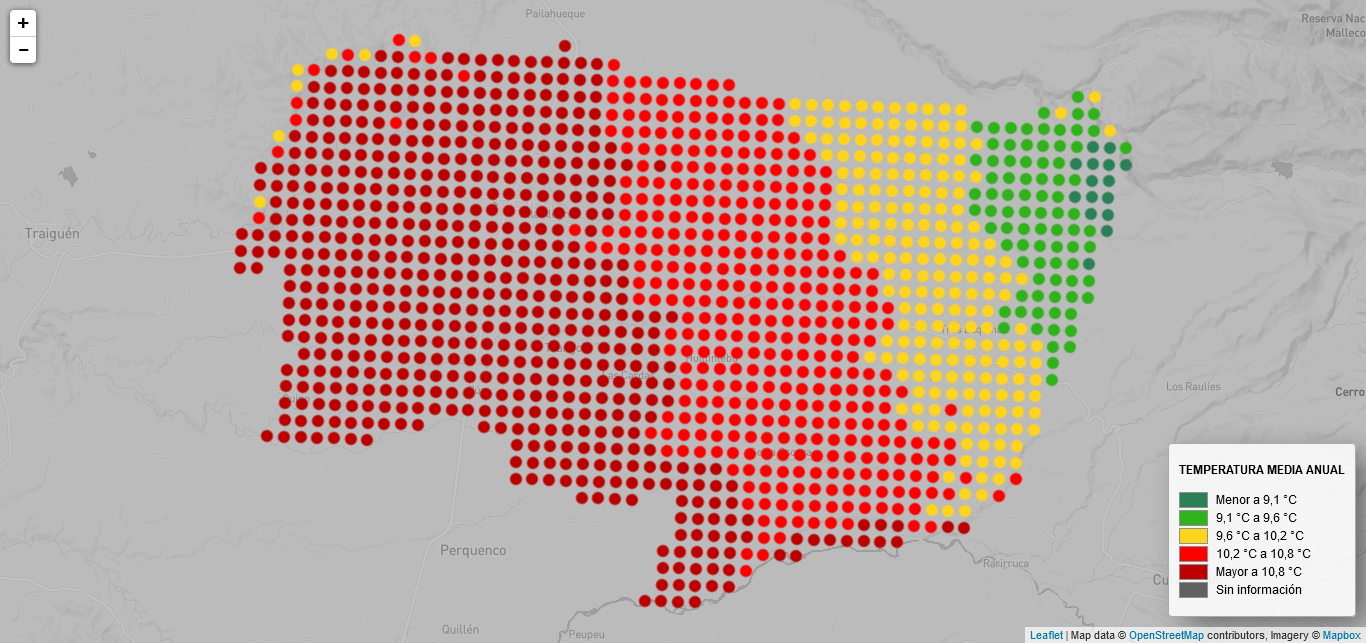 +
−
Pailahueque
Reserva Nac
Malleco
Traiguén
Los Raulíes
Cerro
Perquenco
Rariruca
Quillén
Peupeu
TEMPERATURA MEDIA ANUAL
Menor a 9,1 °C
9,1 °C a 9,6 °C
9,6 °C a 10,2 °C
10,2 °C a 10,8 °C
Mayor a 10,8 °C
Sin información
Cu
Leaflet | Map data © OpenStreetMap contributors, Imagery © Mapbox